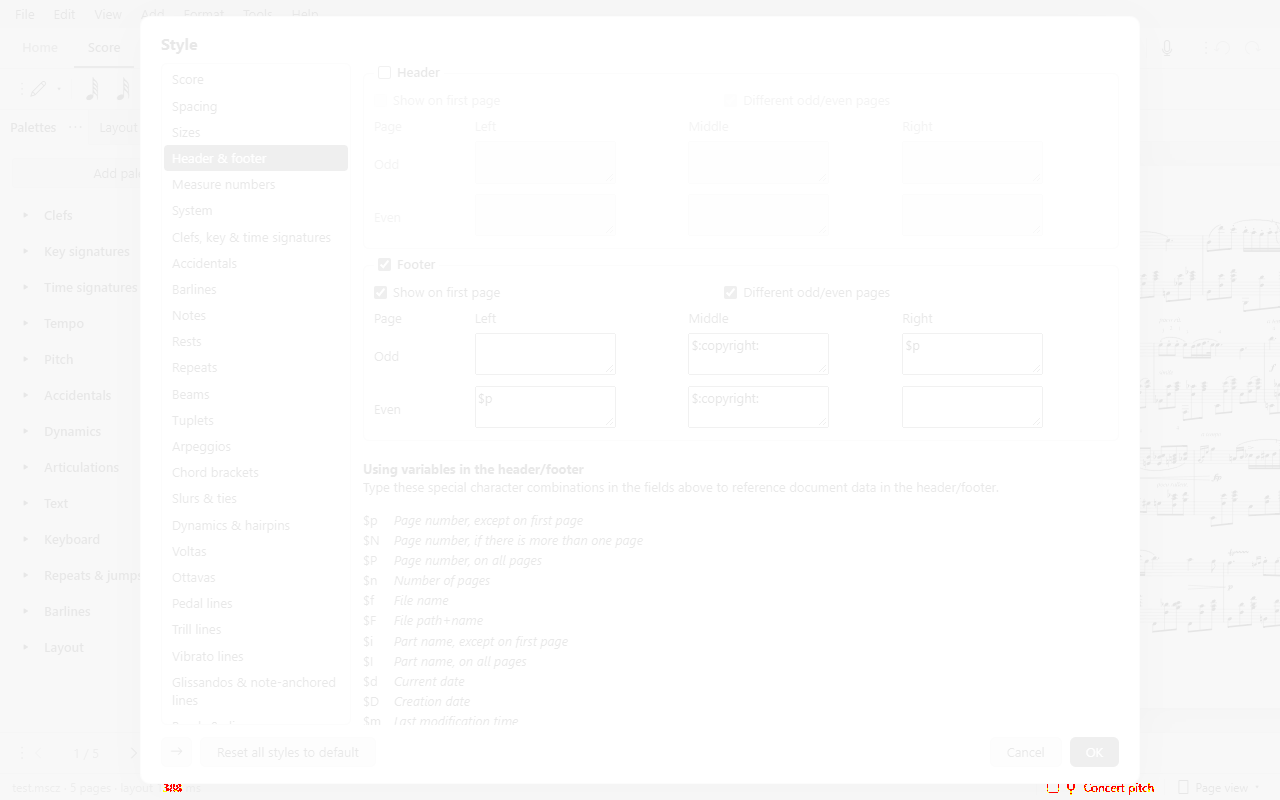 File Edit View Add Format Tools Help
Style
Home Score
Palettes Layout
Clefs
Key signatures
Time signatures
Tempo
Pitch
Accidentals
Dynamics
Articulations
Text
Keyboard
Repeats & jumps
Barlines
Layout
1 / 5
Score
Spacing
Sizes
Header & footer
Measure numbers
System
Clefs, key & time signatures
Accidentals
Barlines
Notes
Rests
Repeats
Beams
Tuplets
Arpeggios
Chord brackets
Slurs & ties
Dynamics & hairpins
Voltas
Ottavas
Pedal lines
Trill lines
Vibrato lines
Glissandos & note-anchored
lines
Header
Show on first page Different odd/even pages
Page Left Middle Right
Odd
Even
Footer
Show on first page Different odd/even pages
Page Left Middle Right
Odd $:copyright: $p
Even $p $:copyright:
Using variables in the header/footer
Type these special character combinations in the fields above to reference document data in the header/footer.
$p Page number, except on first page
$N Page number, if there is more than one page
$P Page number, on all pages
$n Number of pages
$f File name
$F File path+name
$i Part name, except on first page
$I Part name, on all pages
$d Current date
$D Creation date
$m Last modification time
→ Reset all styles to default Cancel OK
test.mscz - 5 pages - layout Concert pitch Page view